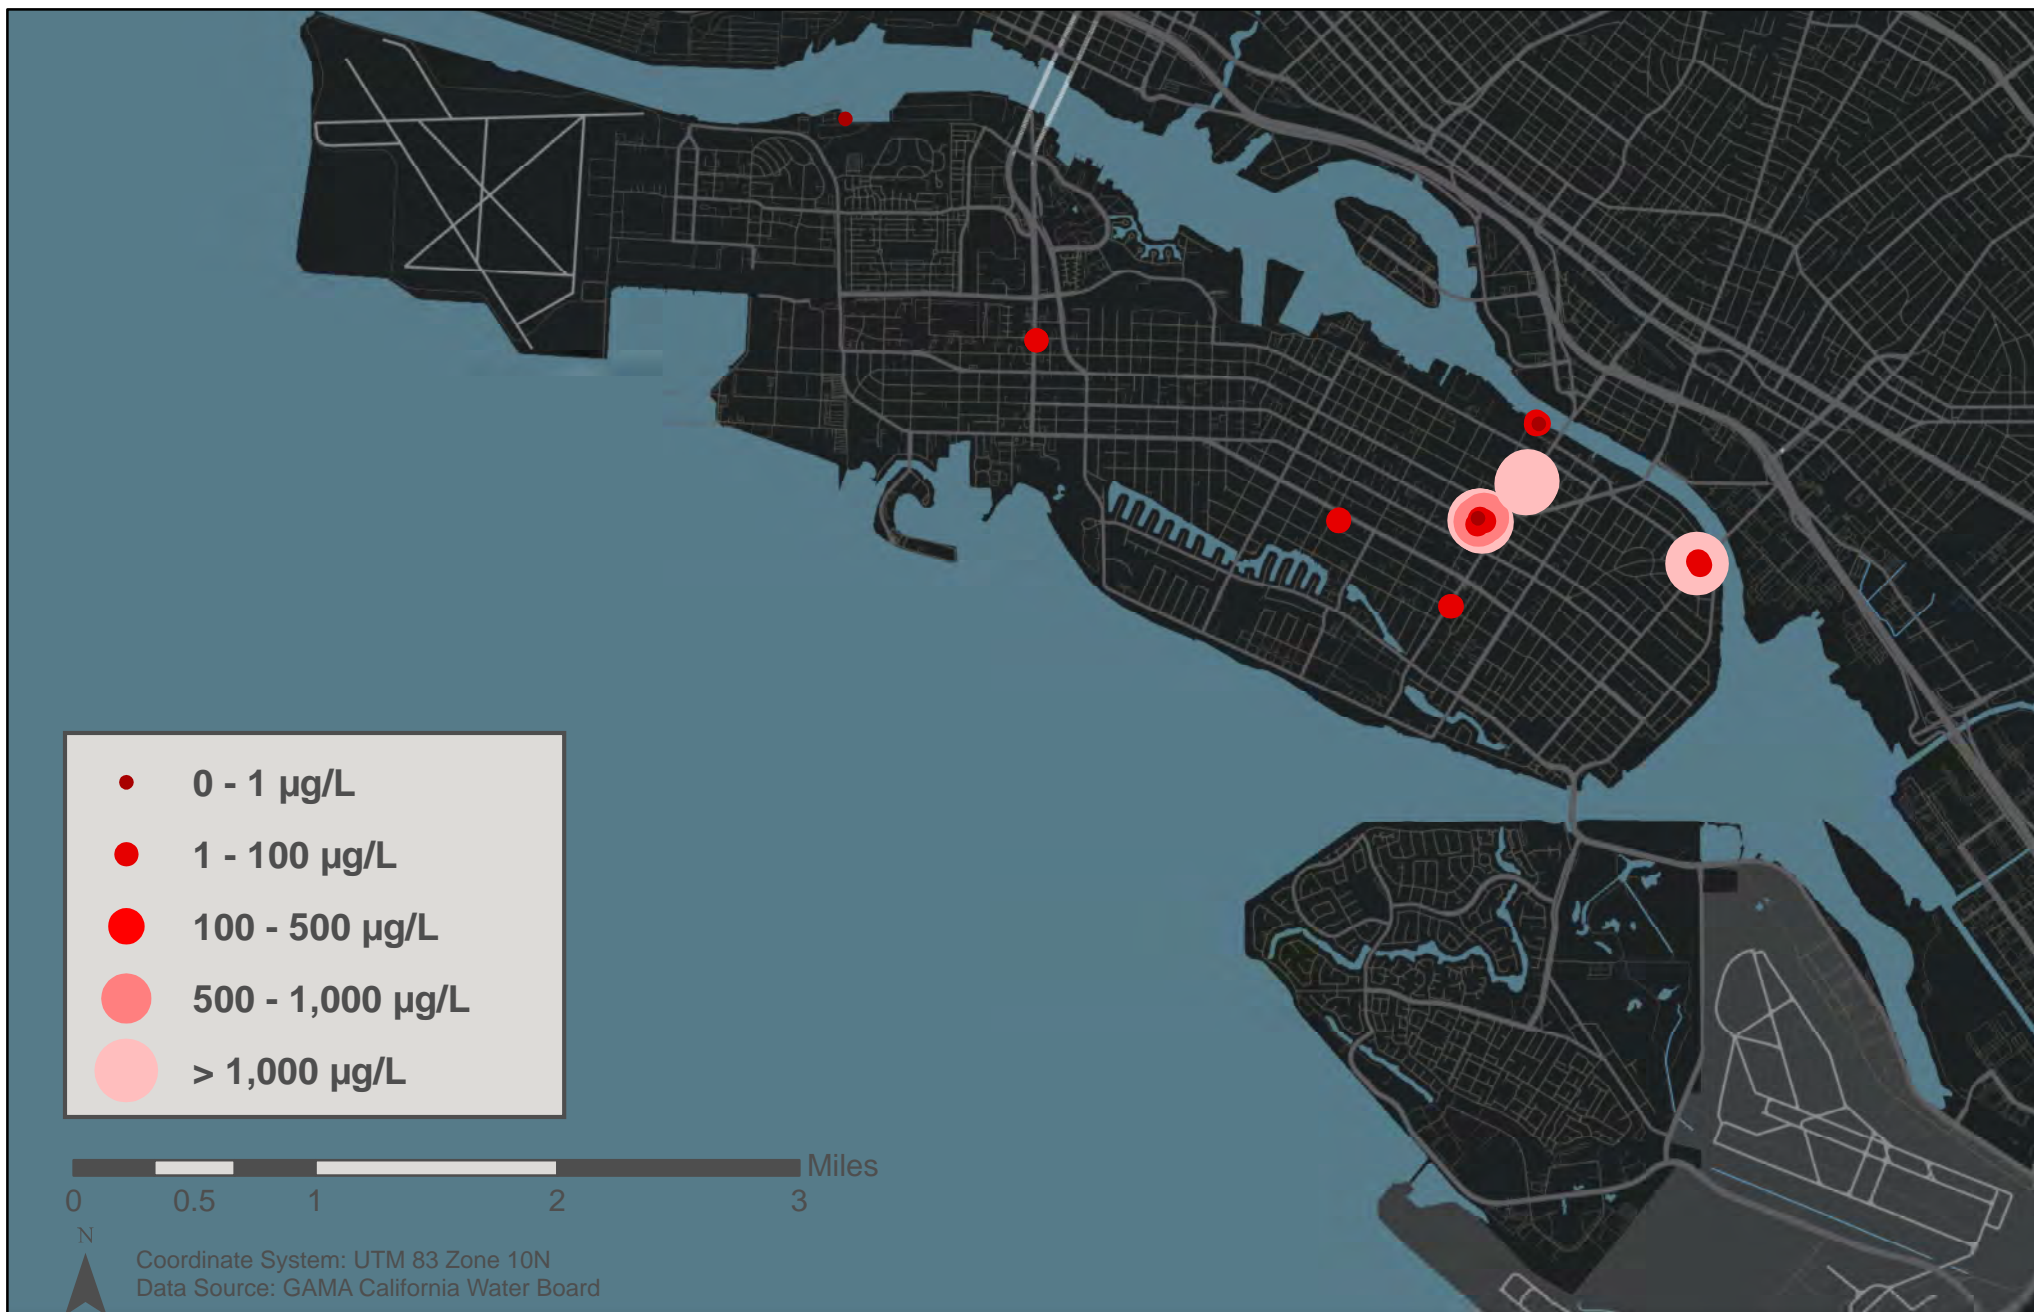 0 - 1 µg/L
1 - 100 µg/L
100 - 500 µg/L
500 - 1,000 µg/L
> 1,000 µg/L
Miles
0 0.5 1 2 3
N
Coordinate System: UTM 83 Zone 10N
Data Source: GAMA California Water Board